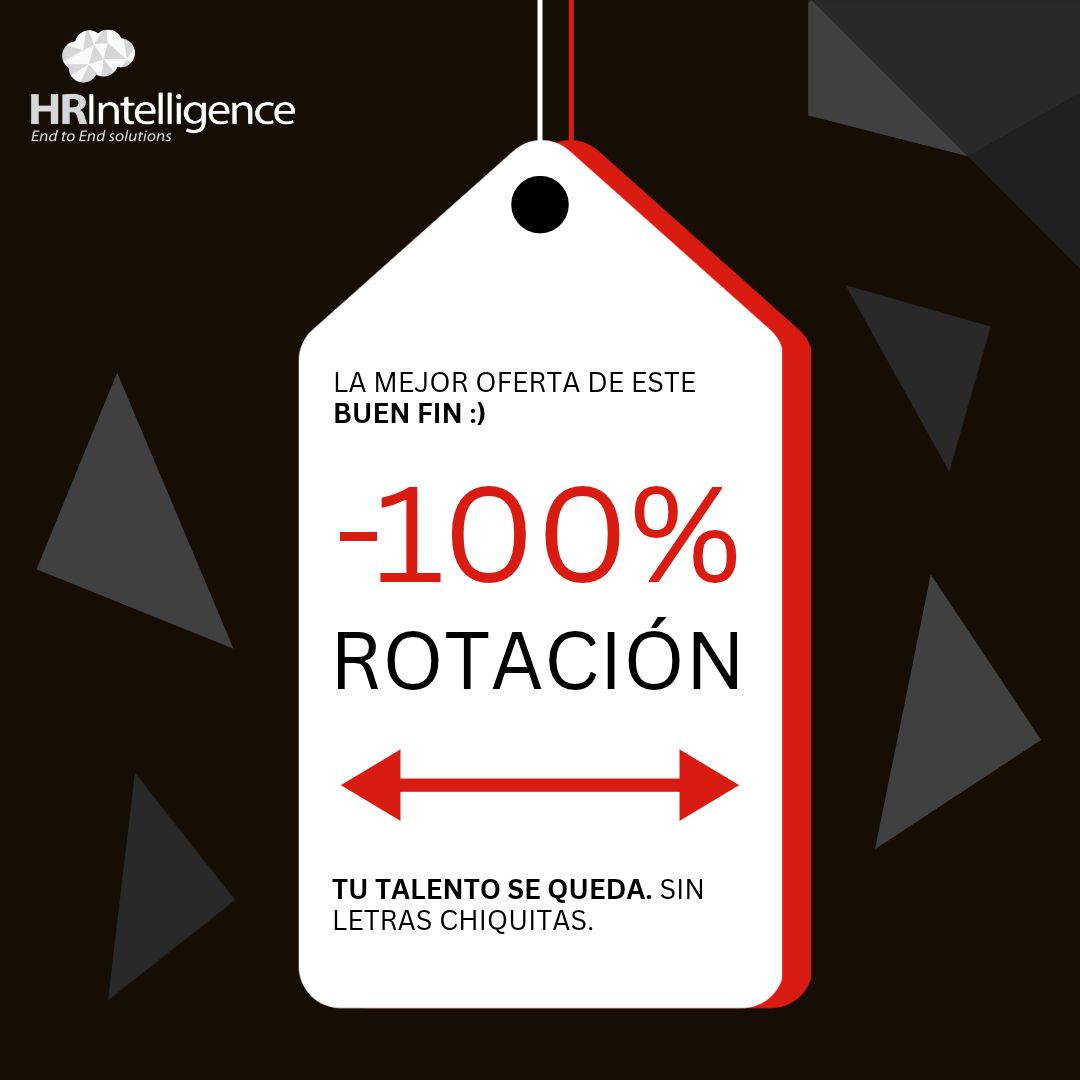 HRIntelligence
End to End solutions
LA MEJOR OFERTA DE ESTE
BUEN FIN :)
-100%
ROTACIÓN
TU TALENTO SE QUEDA. SIN
LETRAS CHIQUITAS.